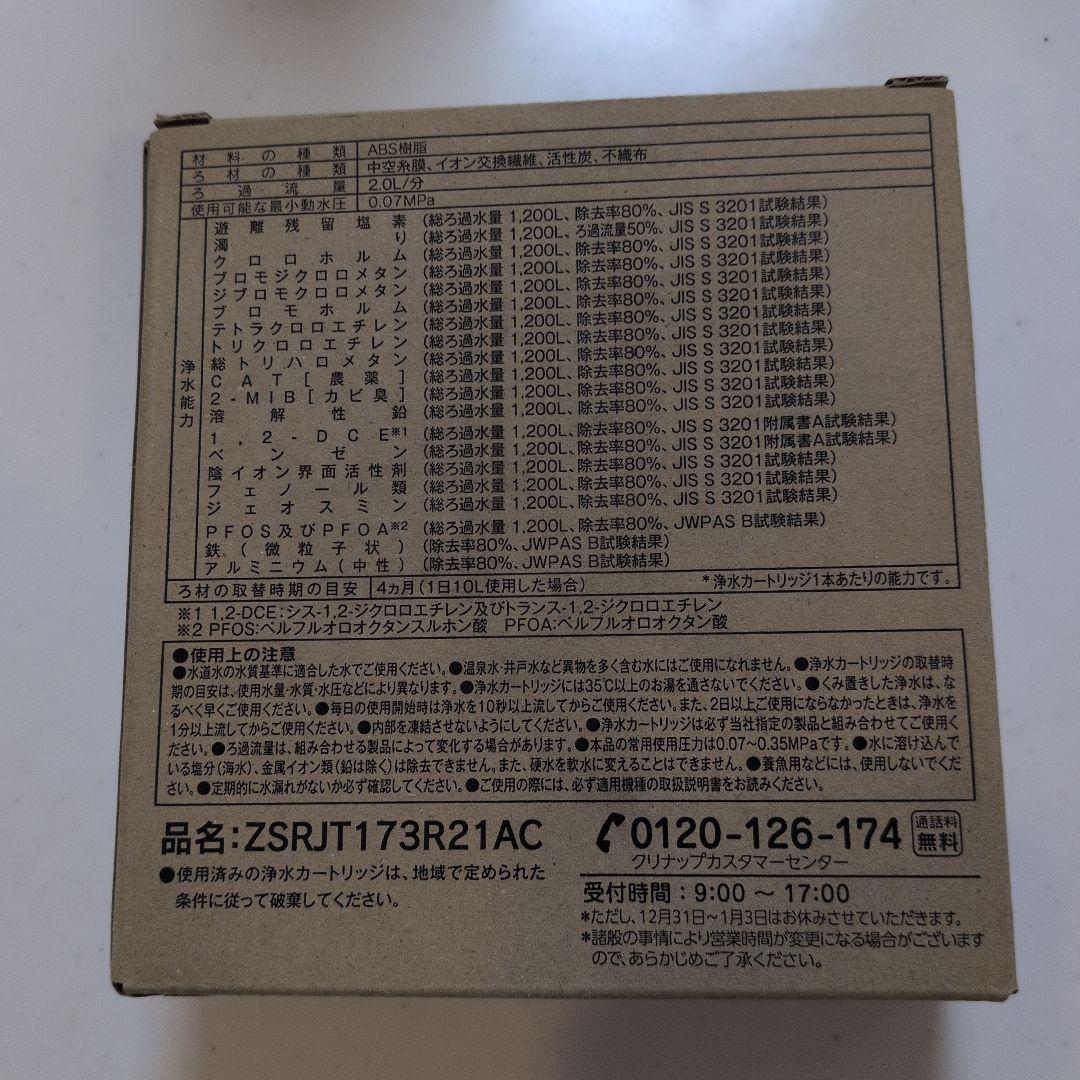 材料の種類 ABS樹脂
ろ材の種類 中空糸膜、イオン交換繊維、活性炭、不織布
ろ過流量 2.0L/分
使用可能な最小動水圧 0.07MPa
浄水能力
遊離残留塩素 (総ろ過水量 1,200L、除去率80%、JIS S 3201試験結果)
濁り (総ろ過水量 1,200L、ろ過流量50%、JIS S 3201試験結果)
クロロホルム (総ろ過水量 1,200L、除去率80%、JIS S 3201試験結果)
ブロモジクロロメタン (総ろ過水量 1,200L、除去率80%、JIS S 3201試験結果)
ジブロモクロロメタン (総ろ過水量 1,200L、除去率80%、JIS S 3201試験結果)
ブロモホルム (総ろ過水量 1,200L、除去率80%、JIS S 3201試験結果)
テトラクロロエチレン (総ろ過水量 1,200L、除去率80%、JIS S 3201試験結果)
トリクロロエチレン (総ろ過水量 1,200L、除去率80%、JIS S 3201試験結果)
総トリハロメタン (総ろ過水量 1,200L、除去率80%、JIS S 3201試験結果)
CAT[農薬] (総ろ過水量 1,200L、除去率80%、JIS S 3201試験結果)
2-MIB[カビ臭] (総ろ過水量 1,200L、除去率80%、JIS S 3201試験結果)
溶解性鉛 (総ろ過水量 1,200L、除去率80%、JIS S 3201試験結果)
1,2-DCE※1 (総ろ過水量 1,200L、除去率80%、JIS S 3201附属書A試験結果)
ベンゼン (総ろ過水量 1,200L、除去率80%、JIS S 3201附属書A試験結果)
陰イオン界面活性剤 (総ろ過水量 1,200L、除去率80%、JIS S 3201試験結果)
フェノール類 (総ろ過水量 1,200L、除去率80%、JIS S 3201試験結果)
ジェオスミン (総ろ過水量 1,200L、除去率80%、JIS S 3201試験結果)
PFOS及びPFOA※2 (総ろ過水量 1,200L、除去率80%、JWPAS B試験結果)
鉄(微粒子状) (除去率80%、JWPAS B試験結果)
アルミニウム(中性) (除去率80%、JWPAS B試験結果)
ろ材の取替時期の目安 4ヵ月(1日10L使用した場合) *浄水カートリッジ1本あたりの能力です。
※1 1,2-DCE:シス-1,2-ジクロロエチレン及びトランス-1,2-ジクロロエチレン
※2 PFOS:ペルフルオロオクタンスルホン酸 PFOA:ペルフルオロオクタン酸
●使用上の注意
●水道水の水質基準に適合した水でご使用ください。●温泉水・井戸水など異物を多く含む水にはご使用になれません。●浄水カートリッジの取替時
期の目安は、使用水量・水質・水圧などにより異なります。●浄水カートリッジには35℃以上のお湯を通さないでください。●くみ置きした浄水は、な
るべく早くご使用ください。●毎日の使用開始時は浄水を10秒以上流してからご使用ください。また、2日以上ご使用にならなかったときは、浄水を
1分以上流してからご使用ください。●内部を凍結させないようにしてください。●浄水カートリッジは必ず当社指定の製品と組み合わせてご使用く
ださい。●ろ過流量は、組み合わせる製品によって変化する場合があります。●本品の常用使用圧力は0.07~0.35MPaです。●水に溶け込んで
いる塩分(海水)、金属イオン類(鉛は除く)は除去できません。また、硬水を軟水に変えることはできません。●養魚用などには、使用しないでくだ
さい。●定期的に水漏れがないか必ず確認してください。●ご使用の際には、必ず適用機種の取扱説明書をお読みください。
品名:ZSRJT173R21AC
●使用済みの浄水カートリッジは、地域で定められた
条件に従って破棄してください。
0120-126-174 通話料無料
クリナップカスタマーセンター
受付時間:9:00 ~ 17:00
*ただし、12月31日~1月3日はお休みさせていただきます。
*諸般の事情により営業時間が変更になる場合がございます
ので、あらかじめご了承ください。